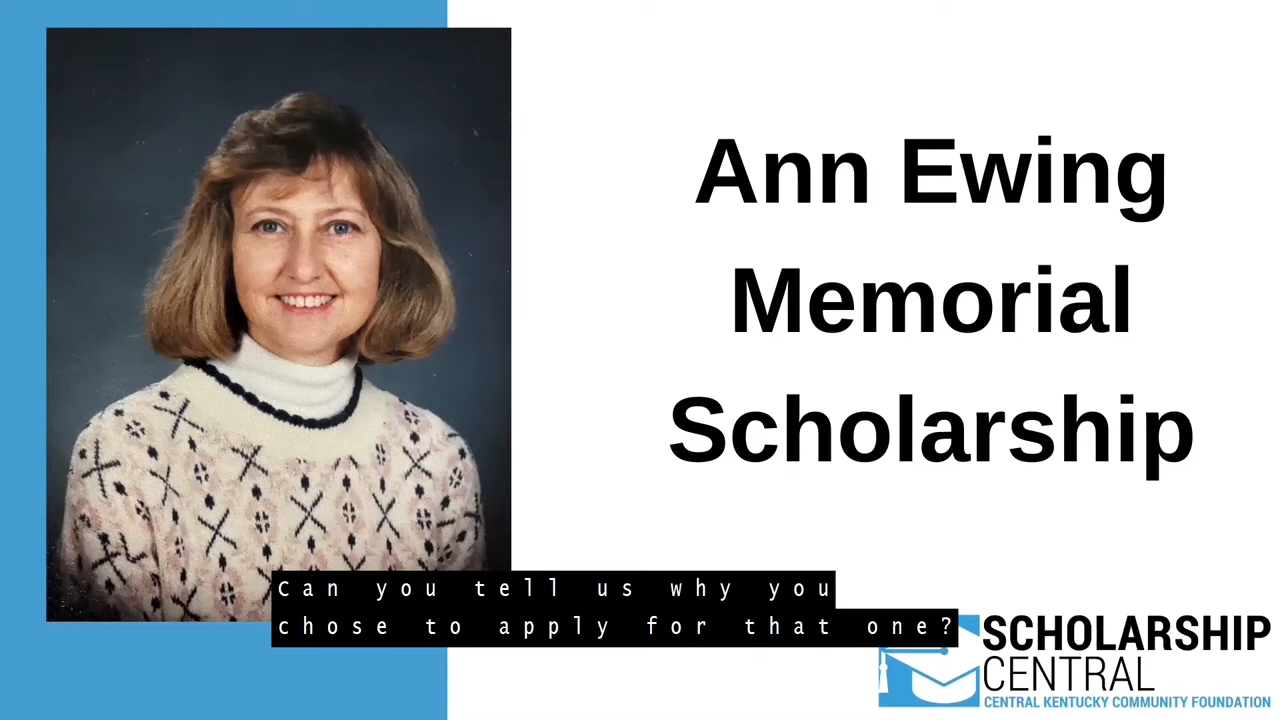 Ann Ewing
Memorial
Scholarship
Can you tell us why you
chose to apply for that one?
SCHOLARSHIP
CENTRAL
CENTRAL KENTUCKY COMMUNITY FOUNDATION